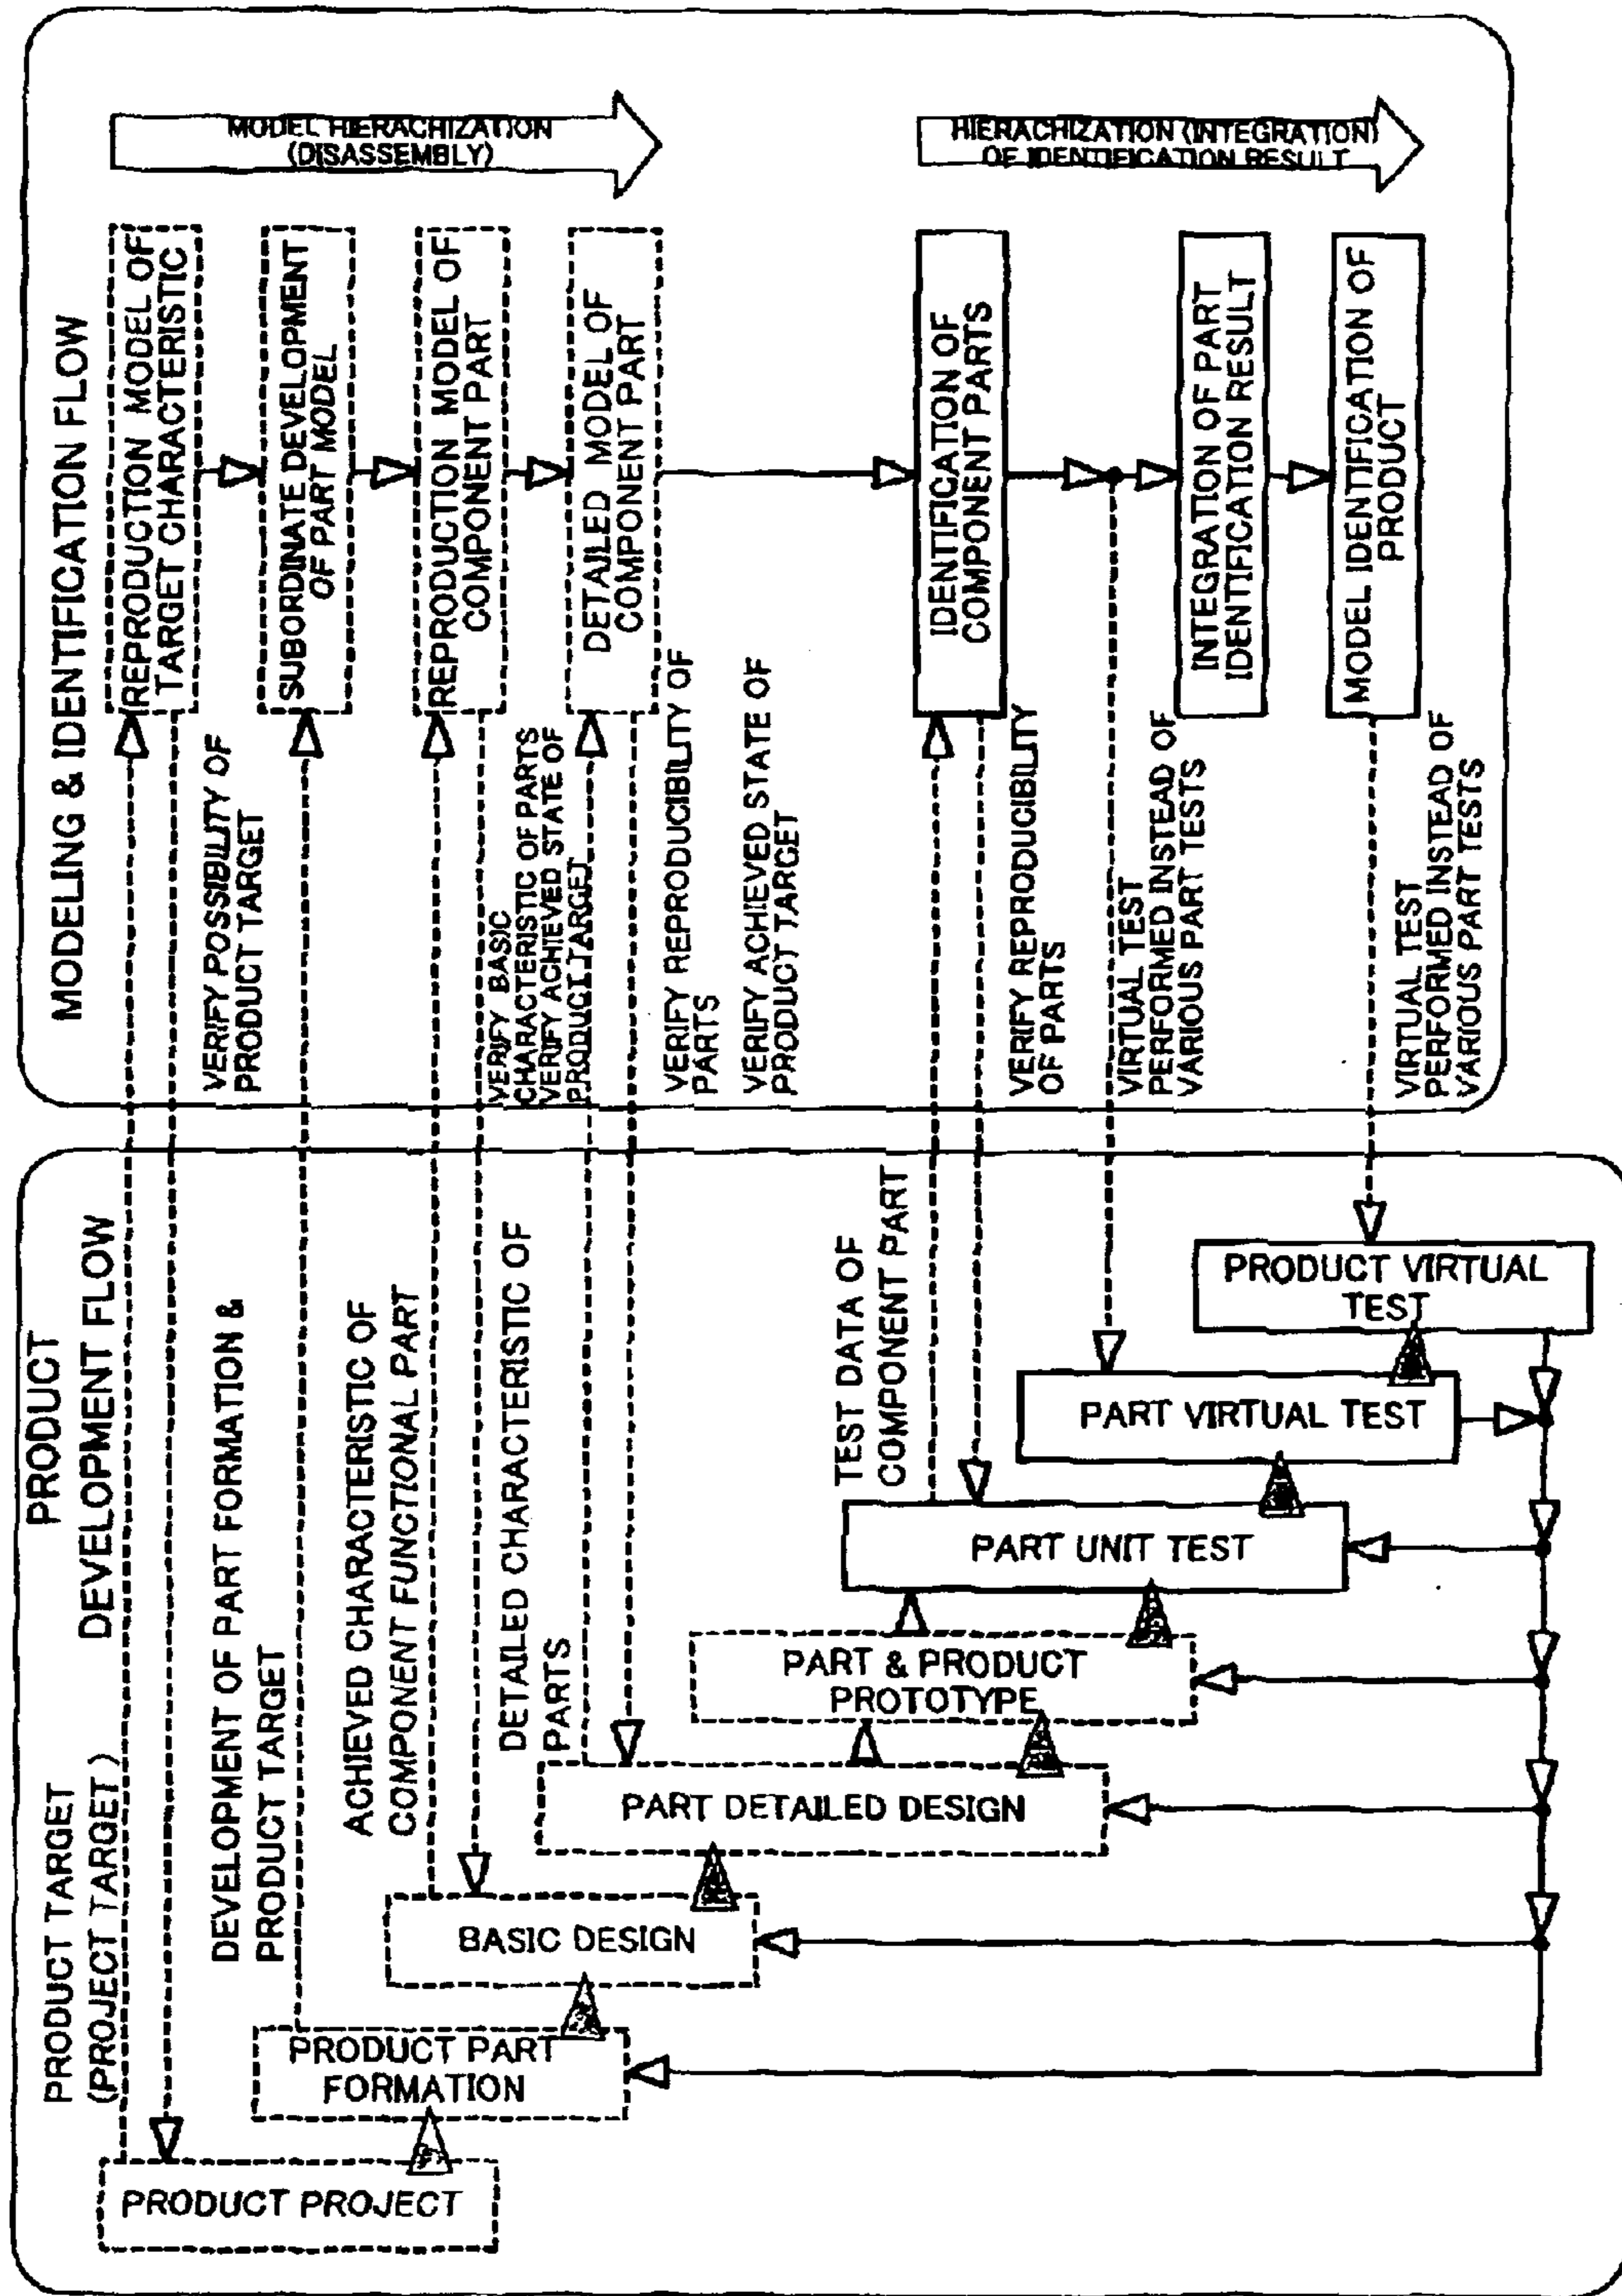 MODELING & IDENTIFICATION FLOW
MODEL HIERACHIZATION
(DISASSEMBLY)
HIERACHIZATION (INTEGRATION)
OF IDENTIFICATION RESULT
REPRODUCTION MODEL OF
TARGET CHARACTERISTIC
SUBORDINATE DEVELOPMENT
OF PART MODEL
REPRODUCTION MODEL OF
COMPONENT PART
DETAILED MODEL OF
COMPONENT PART
IDENTIFICATION OF
COMPONENT PARTS
INTEGRATION OF PART
IDENTIFICATION RESULT
MODEL IDENTIFICATION OF
PRODUCT
VERIFY POSSIBILITY OF
PRODUCT TARGET
VERIFY BASIC
CHARACTERISTIC OF PARTS
VERIFY ACHIEVED STATE OF
PRODUCT TARGET
VERIFY REPRODUCIBILITY OF
PARTS
VERIFY ACHIEVED STATE OF
PRODUCT TARGET
VERIFY REPRODUCIBILITY
OF PARTS
VIRTUAL TEST
PERFORMED INSTEAD OF
VARIOUS PART TESTS
VIRTUAL TEST
PERFORMED INSTEAD OF
VARIOUS PART TESTS
PRODUCT
DEVELOPMENT FLOW
PRODUCT TARGET
(PROJECT TARGET)
DEVELOPMENT OF PART FORMATION &
PRODUCT TARGET
ACHIEVED CHARACTERISTIC OF
COMPONENT FUNCTIONAL PART
DETAILED CHARACTERISTIC OF
PARTS
TEST DATA OF
COMPONENT PART
PRODUCT VIRTUAL
TEST
PART VIRTUAL TEST
PART UNIT TEST
PART & PRODUCT
PROTOTYPE
PART DETAILED DESIGN
BASIC DESIGN
PRODUCT PART
FORMATION
PRODUCT PROJECT